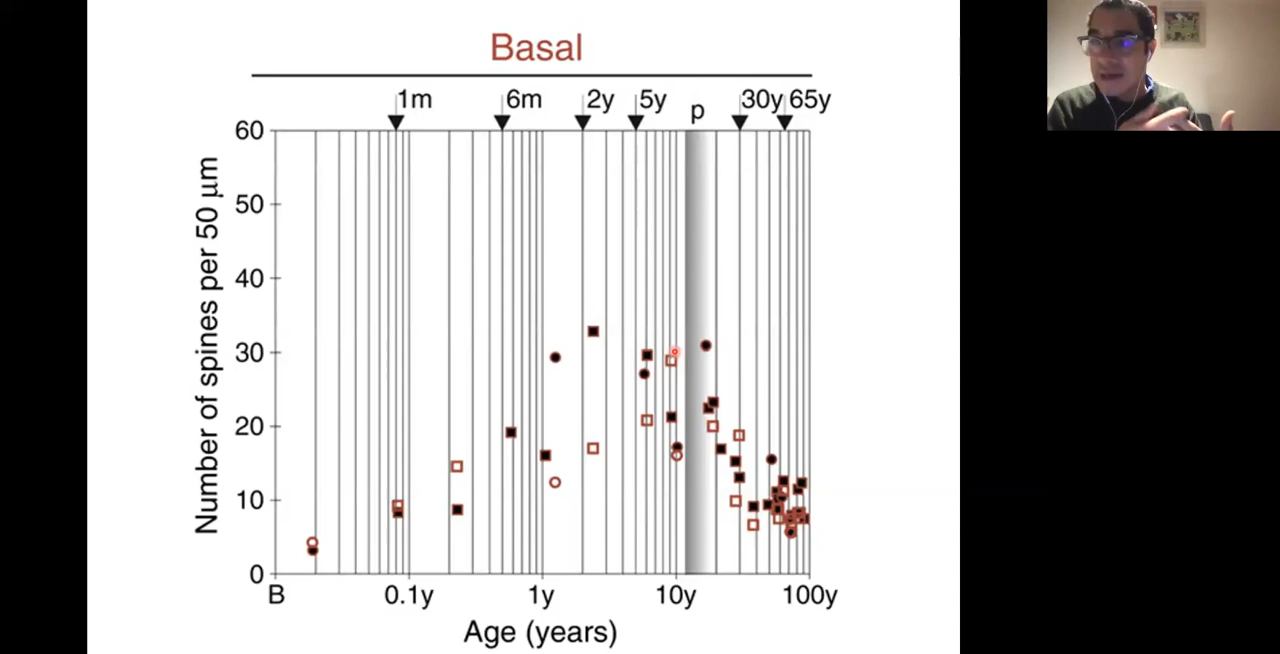 Basal
1m 6m 2y 5y p 30y 65y
60
50
40
30
20
10
0
Number of spines per 50 μm
B 0.1y 1y 10y 100y
Age (years)